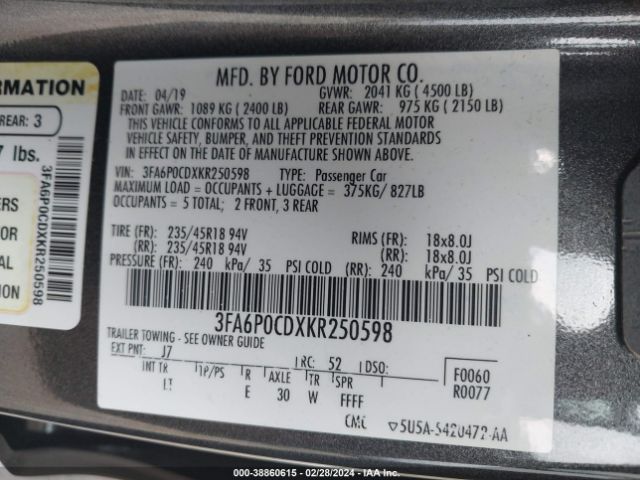 ORMATION
REAR: 3
7 lbs.
3FA6P0CDXKR250598
ERS
OR
AL
TION
MFD. BY FORD MOTOR CO.
DATE: 04/19 GVWR: 2041 KG ( 4500 LB)
FRONT GAWR: 1089 KG ( 2400 LB) REAR GAWR: 975 KG ( 2150 LB)
THIS VEHICLE CONFORMS TO ALL APPLICABLE FEDERAL MOTOR
VEHICLE SAFETY, BUMPER, AND THEFT PREVENTION STANDARDS
IN EFFECT ON THE DATE OF MANUFACTURE SHOWN ABOVE.
VIN: 3FA6P0CDXKR250598 TYPE: Passenger Car
MAXIMUM LOAD = OCCUPANTS + LUGGAGE = 375KG/ 827LB
OCCUPANTS = 5 TOTAL; 2 FRONT, 3 REAR
TIRE (FR): 235/45R18 94V RIMS (FR): 18x8.0J
(RR): 235/45R18 94V (RR): 18x8.0J
PRESSURE (FR): 240 kPa/ 35 PSI COLD (RR): 240 kPa/ 35 PSI COLD
3FA6P0CDXKR250598
TRAILER TOWING - SEE OWNER GUIDE
EXT PNT: J7 RC: 52 DSO: F0060
INT TR TP/PS R AXLE TR SPR R0077
E 30 W FFFF
CMC ▽5U5A-5420472-AA
000-38860615 - 02/28/2024 - IAA Inc.